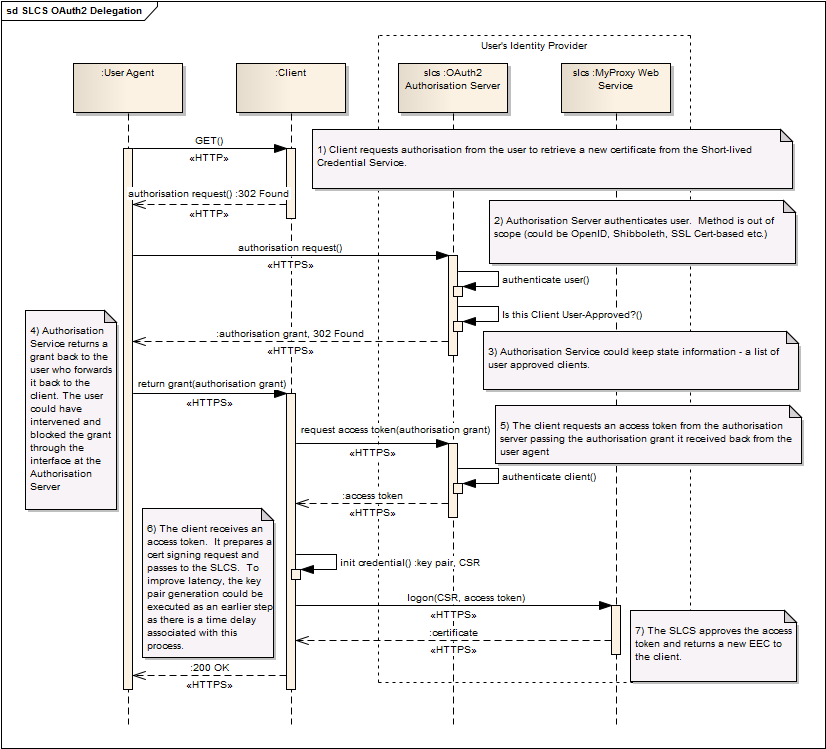 sd SLCS OAuth2 Delegation
User's Identity Provider
:User Agent
:Client
slcs :OAuth2
Authorisation Server
slcs :MyProxy Web
Service
GET()
«HTTP»
1) Client requests authorisation from the user to retrieve a new certificate from the Short-lived
Credential Service.
authorisation request() :302 Found
«HTTP»
2) Authorisation Server authenticates user.  Method is out of
scope (could be OpenID, Shibboleth, SSL Cert-based etc.)
authorisation request()
«HTTPS»
authenticate user()
Is this Client User-Approved?()
:authorisation grant, 302 Found
«HTTPS»
3) Authorisation Service could keep state information - a list of
user approved clients.
4) Authorisation
Service returns a
grant back to the
user who forwards
it back to the
client. The user
could have
intervened and
blocked the grant
through the
interface at the
Authorisation
Server
return grant(authorisation grant)
«HTTPS»
request access token(authorisation grant)
«HTTPS»
5) The client requests an access token from the authorisation
server passing the authorisation grant it received back from the
user agent
authenticate client()
:access token
«HTTPS»
6) The client receives an
access token.  It prepares a
cert signing request and
passes to the SLCS.  To
improve latency, the key
pair generation could be
executed as an earlier step
as there is a time delay
associated with this
process.
init credential() :key pair, CSR
logon(CSR, access token)
«HTTPS»
:certificate
«HTTPS»
7) The SLCS approves the access
token and returns a new EEC to
the client.
:200 OK
«HTTPS»